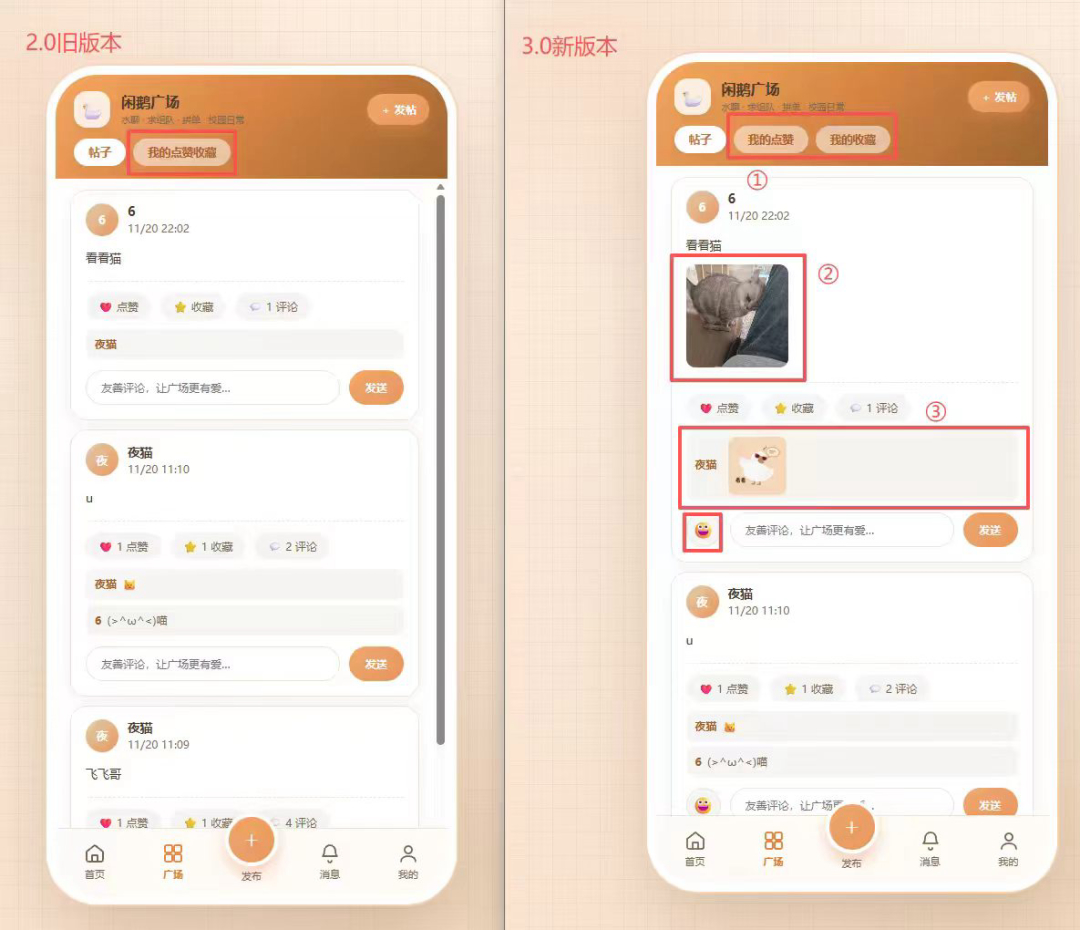 2.0旧版本
闲鹅广场
水聊 · 求组队 · 拼单 · 校园日常
+ 发帖
帖子
我的点赞收藏
6
6
11/20 22:02
看看猫
点赞
收藏
1 评论
夜猫
友善评论，让广场更有爱...
发送
夜
夜猫
11/20 11:10
u
1 点赞
1 收藏
2 评论
夜猫
6 (>^ω^<)喵
友善评论，让广场更有爱...
发送
夜
夜猫
11/20 11:09
飞飞哥
1 点赞
1 收藏
4 评论
首页
广场
+
发布
消息
我的
3.0新版本
闲鹅广场
水聊 · 求组队 · 拼单 · 校园日常
+ 发帖
帖子
我的点赞
我的收藏
①
6
6
11/20 22:02
看看猫
②
点赞
收藏
1 评论
③
夜猫
友善评论，让广场更有爱...
发送
夜
夜猫
11/20 11:10
u
1 点赞
1 收藏
2 评论
夜猫
6 (>^ω^<)喵
友善评论，让广场更
发送
首页
广场
+
发布
消息
我的